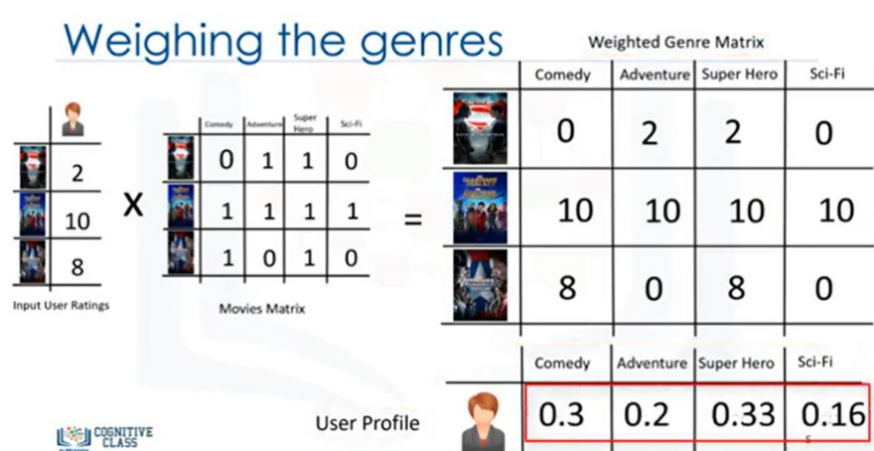 Weighing the genres
Weighted Genre Matrix
Comedy Adventure Super Hero Sci-Fi
0 2 2 0
10 10 10 10
8 0 8 0
2
10
8
Input User Ratings
X
Comedy Adventure Super Hero Sci-Fi
0 1 1 0
1 1 1 1
1 0 1 0
Movies Matrix
=
Comedy Adventure Super Hero Sci-Fi
User Profile
0.3 0.2 0.33 0.16
5
COGNITIVE
CLASS